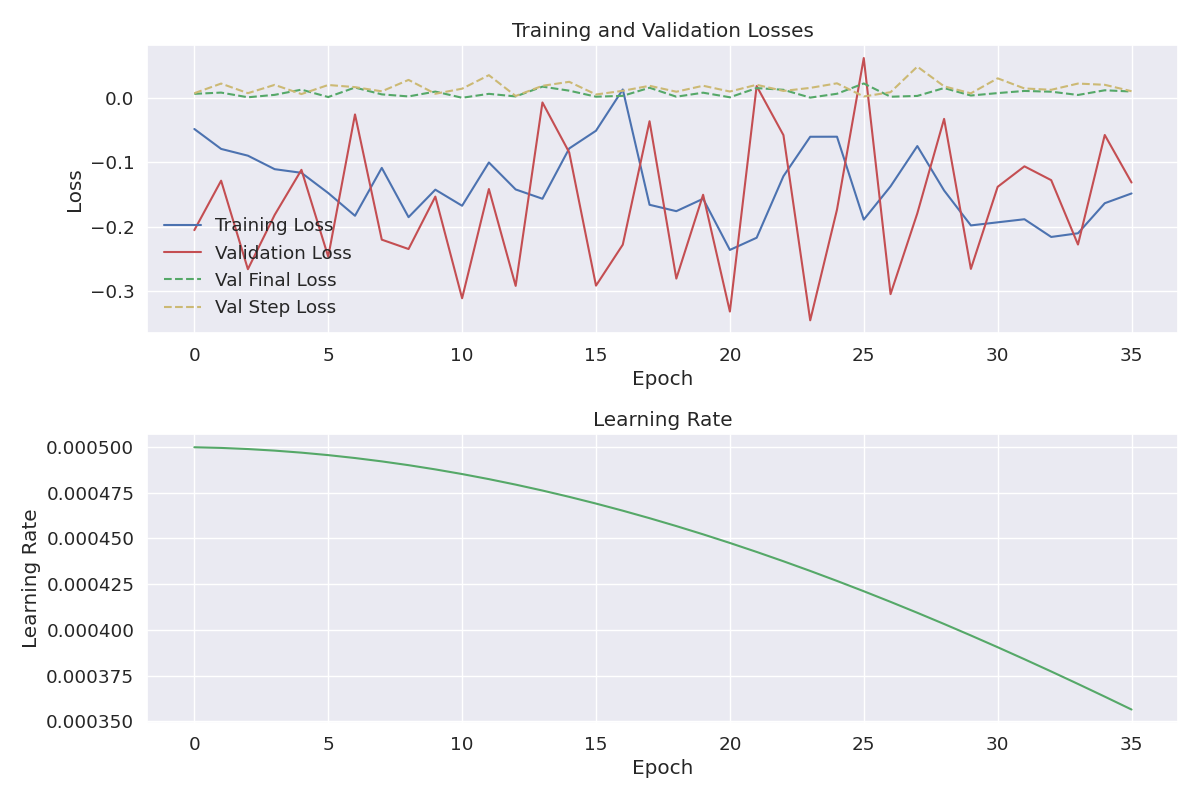 Training and Validation Losses
0.0
−0.1
−0.2
−0.3
Loss
Training Loss
Validation Loss
Val Final Loss
Val Step Loss
0 5 10 15 20 25 30 35
Epoch
Learning Rate
0.000500
0.000475
0.000450
0.000425
0.000400
0.000375
0.000350
Learning Rate
0 5 10 15 20 25 30 35
Epoch